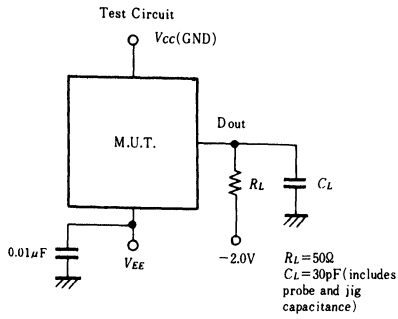 Test Circuit
Vcc(GND)
M.U.T.
Dout
RL
CL
0.01μF
VEE
−2.0V
RL=50Ω
CL=30pF(includes
probe and jig
capacitance)